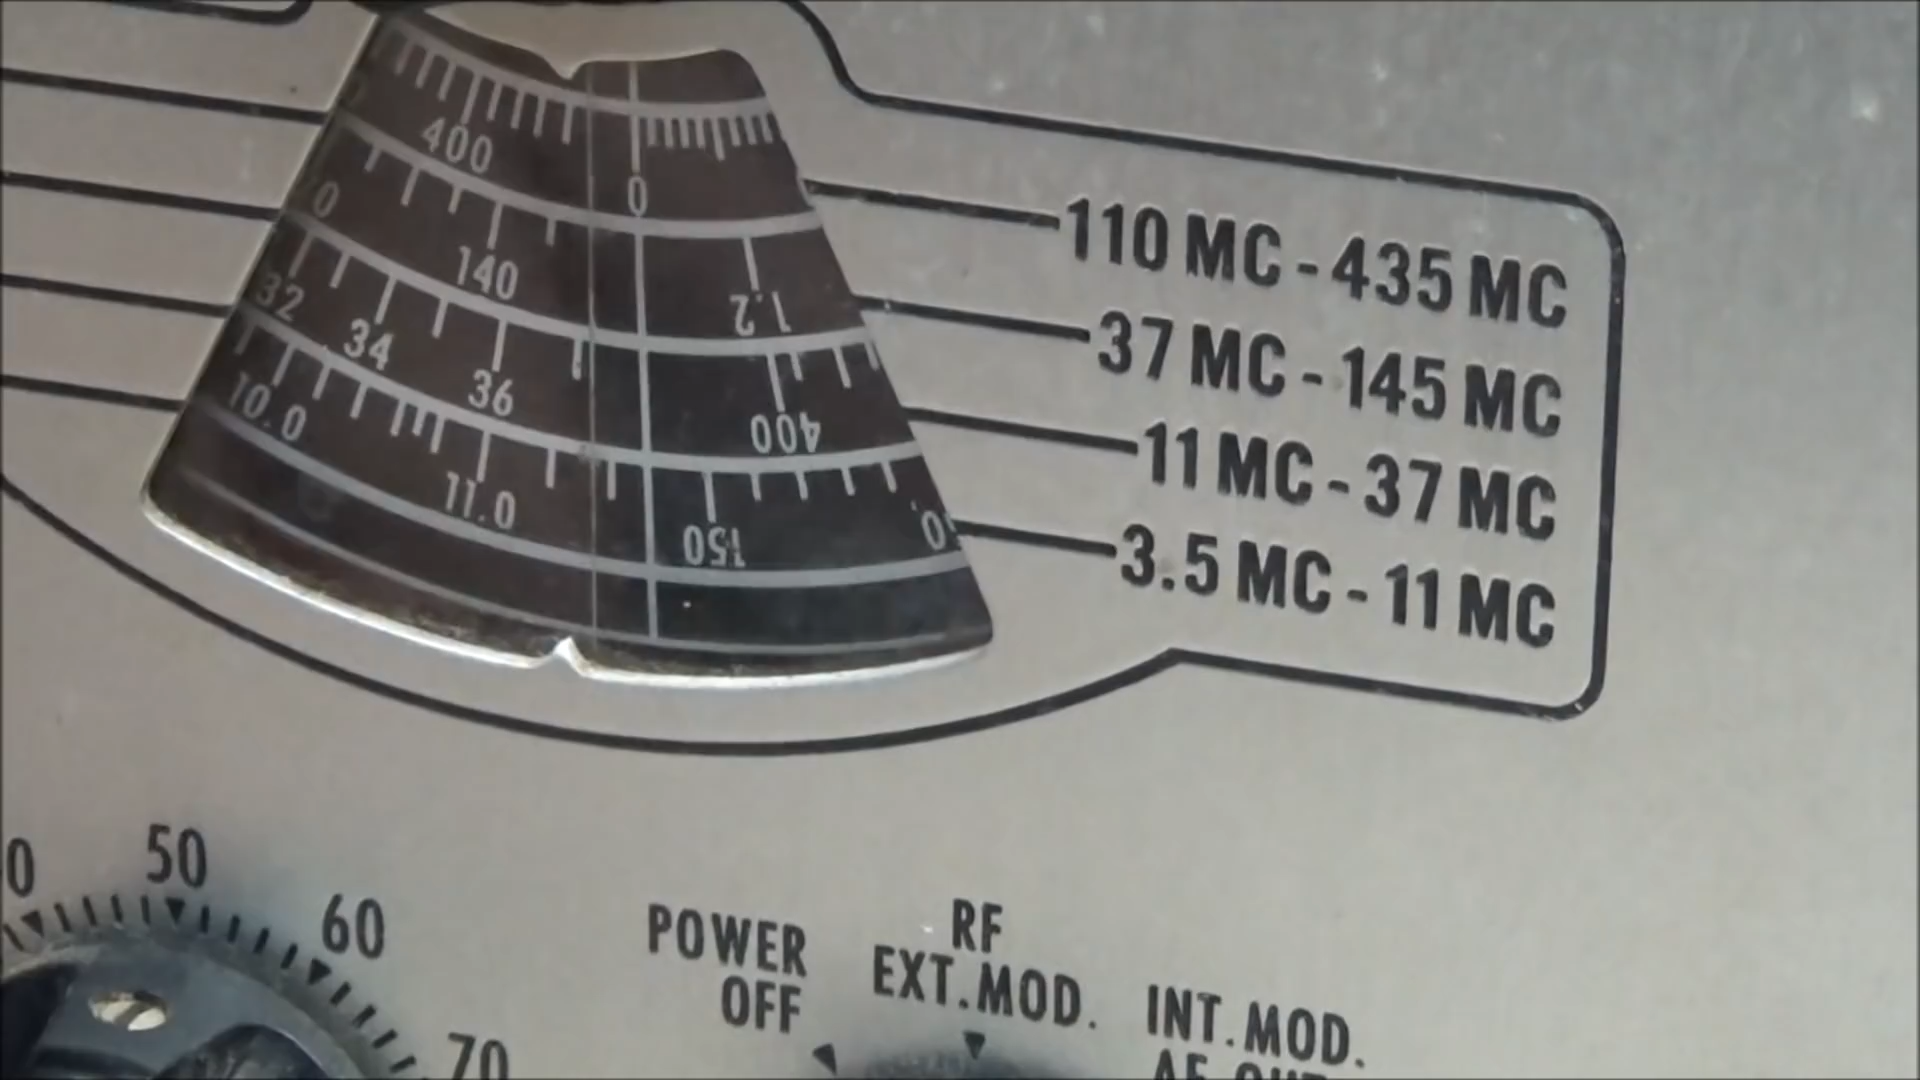 400
0
0
140
1.2
32
34
36
400
10.0
11.0
150
0.
110 MC - 435 MC
37 MC - 145 MC
11 MC - 37 MC
3.5 MC - 11 MC
0
50
60
70
POWER
OFF
RF
EXT. MOD.
INT. MOD.